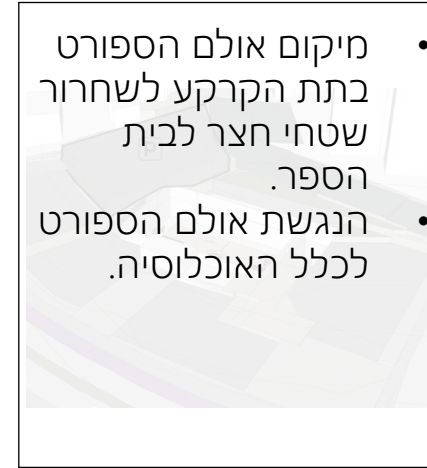 • מיקום אולם הספורט
בתת הקרקע לשחרור
שטחי חצר לבית
הספר.
• הנגשת אולם הספורט
לכלל האוכלוסיה.